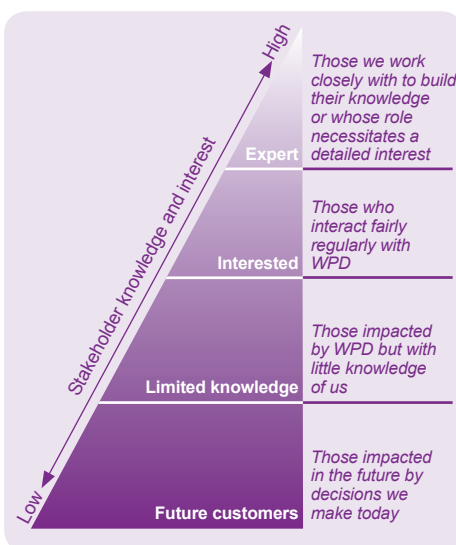 High
Stakeholder knowledge and interest
Low
Those we work
closely with to build
their knowledge
or whose role
necessitates a
detailed interest
Expert
Those who
interact fairly
regularly with
WPD
Interested
Those impacted
by WPD but with
little knowledge
of us
Limited knowledge
Those impacted
in the future by
decisions we
make today
Future customers